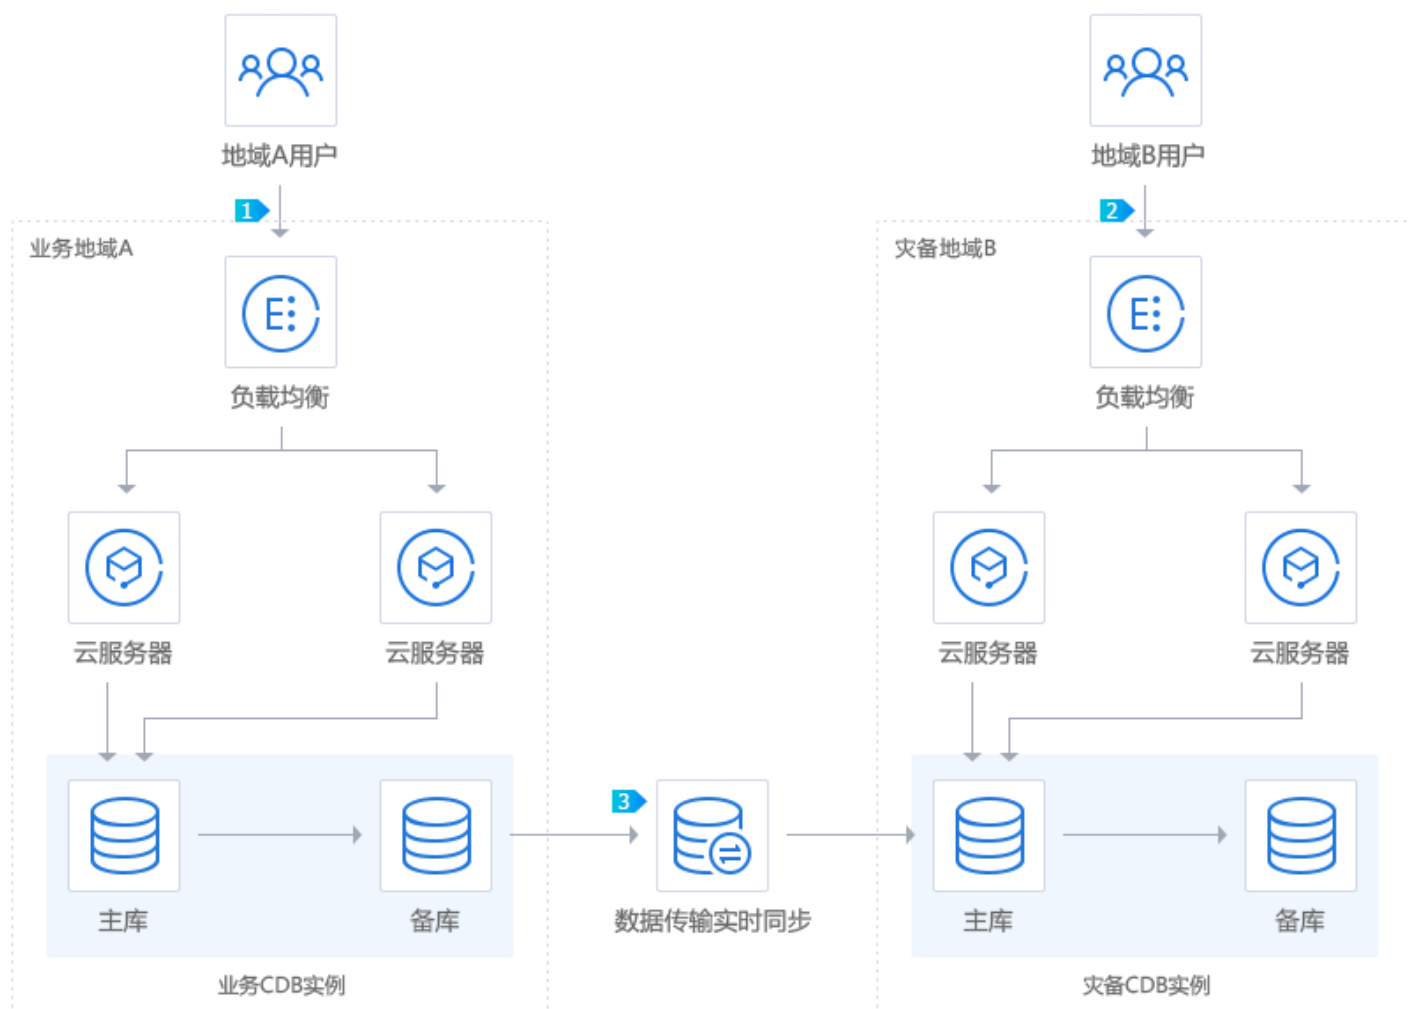 地域A用户
地域B用户
1
2
业务地域A
灾备地域B
E
E
负载均衡
负载均衡
云服务器
云服务器
云服务器
云服务器
3
主库
备库
数据传输实时同步
主库
备库
业务CDB实例
灾备CDB实例